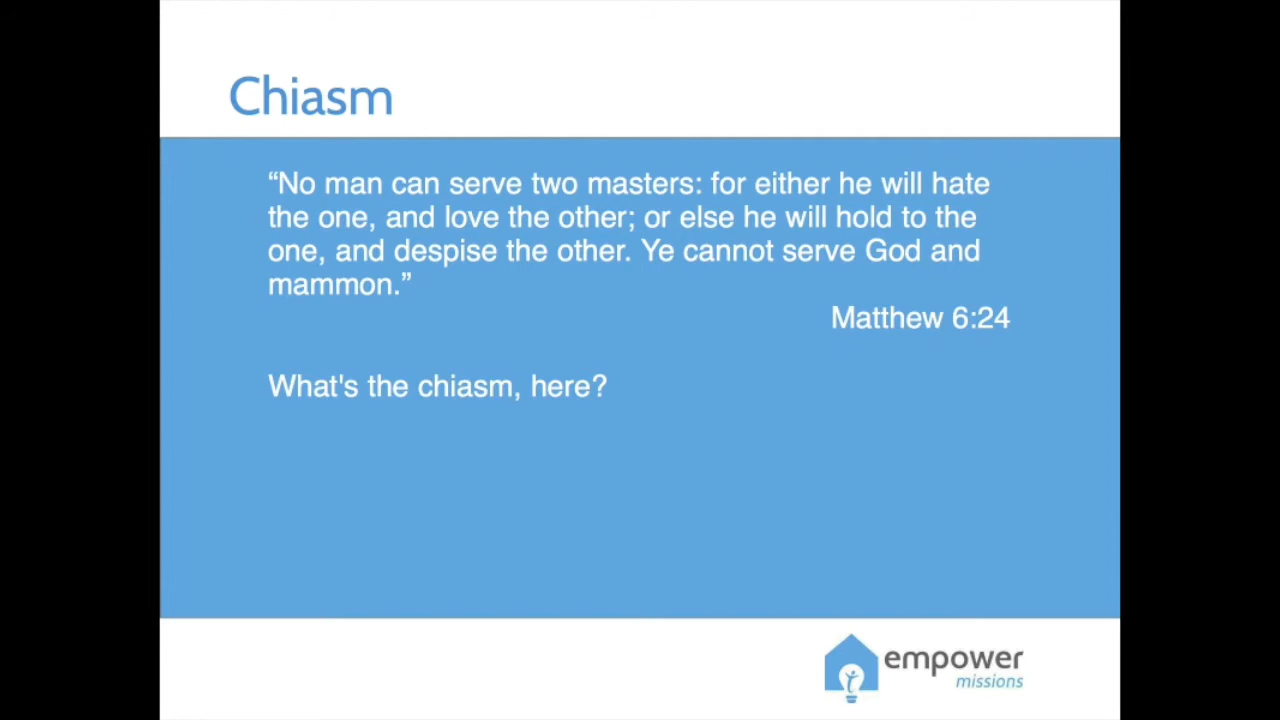 Chiasm
“No man can serve two masters: for either he will hate
the one, and love the other; or else he will hold to the
one, and despise the other. Ye cannot serve God and
mammon.”
Matthew 6:24
What's the chiasm, here?
empower
missions